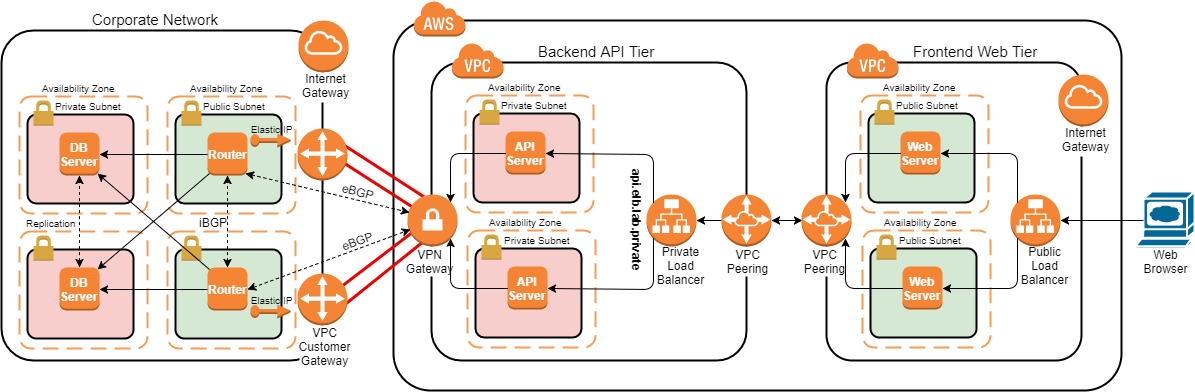 Corporate Network
Internet
Gateway
Availability Zone
Private Subnet
DB
Server
Availability Zone
Public Subnet
Elastic IP
Router
Replication
iBGP
Availability Zone
Private Subnet
DB
Server
Availability Zone
Public Subnet
Router
Elastic IP
eBGP
eBGP
VPC
Customer
Gateway
AWS
Backend API Tier
VPC
Availability Zone
Private Subnet
API
Server
VPN
Gateway
Availability Zone
Private Subnet
API
Server
api.elb.lab.private
Private
Load
Balancer
VPC
Peering
Frontend Web Tier
VPC
Availability Zone
Public Subnet
Web
Server
Internet
Gateway
VPC
Peering
Availability Zone
Public Subnet
Web
Server
Public
Load
Balancer
Web
Browser